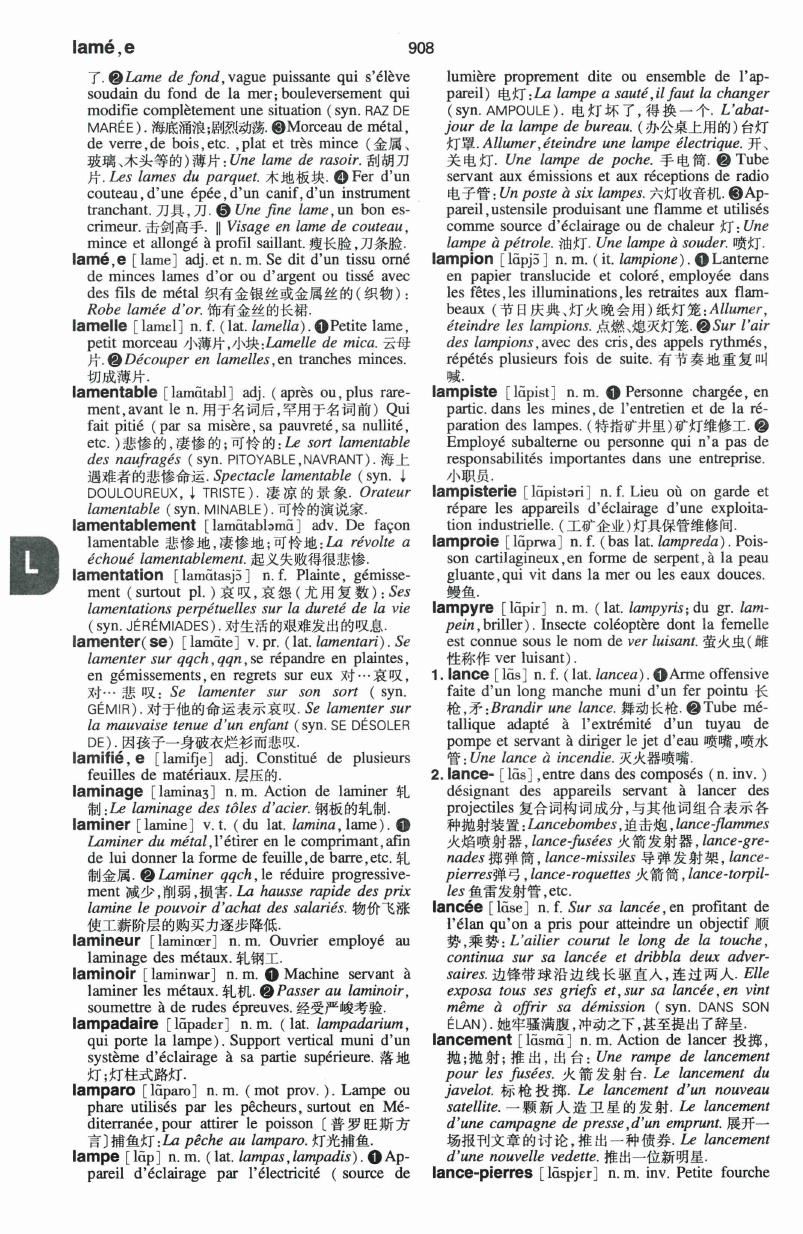 lamé,e
908
了. ❷ Lame de fond, vague puissante qui s'élève
soudain du fond de la mer; bouleversement qui
modifie complètement une situation (syn. RAZ DE
MARÉE). 海底涌浪;剧烈动荡. ❸ Morceau de métal,
de verre, de bois, etc., plat et très mince (金属、
玻璃、木头等的)薄片: Une lame de rasoir. 刮胡刀
片. Les lames du parquet. 木地板块. ❹ Fer d'un
couteau, d'une épée, d'un canif, d'un instrument
tranchant. 刀具,刀. ❺ Une fine lame, un bon es-
crimeur. 击剑高手. ‖ Visage en lame de couteau,
mince et allongé à profil saillant. 瘦长脸,刀条脸.
lamé,e [lame] adj. et n. m. Se dit d'un tissu orné
de minces lames d'or ou d'argent ou tissé avec
des fils de métal 织有金银丝或金属丝的(织物):
Robe lamée d'or. 饰有金丝的长裙.
lamelle [lamɛl] n. f. (lat. lamella). ❶ Petite lame,
petit morceau 小薄片,小块: Lamelle de mica. 云母
片. ❷ Découper en lamelles, en tranches minces.
切成薄片.
lamentable [lamɑ̃tabl] adj. (après ou, plus rare-
ment, avant le n. 用于名词后,罕用于名词前) Qui
fait pitié (par sa misère, sa pauvreté, sa nullité,
etc.) 悲惨的,凄惨的;可怜的: Le sort lamentable
des naufragés (syn. PITOYABLE, NAVRANT). 海上
遇难者的悲惨命运. Spectacle lamentable (syn. ↓
DOULOUREUX, ↓ TRISTE). 凄凉的景象. Orateur
lamentable (syn. MINABLE). 可怜的演说家.
lamentablement [lamɑ̃tabləmɑ̃] adv. De façon
lamentable 悲惨地,凄惨地;可怜地: La révolte a
échoué lamentablement. 起义失败得很悲惨.
lamentation [lamɑ̃tasjɔ̃] n. f. Plainte, gémisse-
ment (surtout pl.) 哀叹,哀怨(尤用复数): Ses
lamentations perpétuelles sur la dureté de la vie
(syn. JÉRÉMIADES). 对生活的艰难发出的叹息.
lamenter(se) [lamɑ̃te] v. pr. (lat. lamentari). Se
lamenter sur qqch, qqn, se répandre en plaintes,
en gémissements, en regrets sur eux 对…哀叹,
对…悲叹: Se lamenter sur son sort (syn.
GÉMIR). 对于他的命运表示哀叹. Se lamenter sur
la mauvaise tenue d'un enfant (syn. SE DÉSOLER
DE). 因孩子一身破衣烂衫而悲叹.
lamifié, e [lamifje] adj. Constitué de plusieurs
feuilles de matériaux. 层压的.
laminage [laminaʒ] n. m. Action de laminer 轧
制: Le laminage des tôles d'acier. 钢板的轧制.
laminer [lamine] v. t. (du lat. lamina, lame). ❶
Laminer du métal, l'étirer en le comprimant, afin
de lui donner la forme de feuille, de barre, etc. 轧
制金属. ❷ Laminer qqch, le réduire progressive-
ment 减少,削弱,损害. La hausse rapide des prix
lamine le pouvoir d'achat des salariés. 物价飞涨
使工薪阶层的购买力逐步降低.
lamineur [laminœr] n. m. Ouvrier employé au
laminage des métaux. 轧钢工.
laminoir [laminwar] n. m. ❶ Machine servant à
laminer les métaux. 轧机. ❷ Passer au laminoir,
soumettre à de rudes épreuves. 经受严峻考验.
lampadaire [lɑ̃padɛr] n. m. (lat. lampadarium,
qui porte la lampe). Support vertical muni d'un
système d'éclairage à sa partie supérieure. 落地
灯;灯柱式路灯.
lamparo [lɑ̃paro] n. m. (mot prov.). Lampe ou
phare utilisés par les pêcheurs, surtout en Mé-
diterranée, pour attirer le poisson [普罗旺斯方
言]捕鱼灯: La pêche au lamparo. 灯光捕鱼.
lampe [lɑ̃p] n. m. (lat. lampas, lampadis). ❶ Ap-
pareil d'éclairage par l'électricité (source de
lumière proprement dite ou ensemble de l'ap-
pareil) 电灯: La lampe a sauté, il faut la changer
(syn. AMPOULE). 电灯坏了,得换一个. L'abat-
jour de la lampe de bureau. (办公桌上用的)台灯
灯罩. Allumer, éteindre une lampe électrique. 开、
关电灯. Une lampe de poche. 手电筒. ❷ Tube
servant aux émissions et aux réceptions de radio
电子管: Un poste à six lampes. 六灯收音机. ❸ Ap-
pareil, ustensile produisant une flamme et utilisés
comme source d'éclairage ou de chaleur 灯: Une
lampe à pétrole. 油灯. Une lampe à souder. 喷灯.
lampion [lɑ̃pjɔ̃] n. m. (it. lampione). ❶ Lanterne
en papier translucide et coloré, employée dans
les fêtes, les illuminations, les retraites aux flam-
beaux (节日庆典、灯火晚会用)纸灯笼: Allumer,
éteindre les lampions. 点燃、熄灭灯笼. ❷ Sur l'air
des lampions, avec des cris, des appels rythmés,
répétés plusieurs fois de suite. 有节奏地重复叫
喊.
lampiste [lɑ̃pist] n. m. ❶ Personne chargée, en
partic. dans les mines, de l'entretien et de la ré-
paration des lampes. (特指矿井里)矿灯维修工. ❷
Employé subalterne ou personne qui n'a pas de
responsabilités importantes dans une entreprise.
小职员.
lampisterie [lɑ̃pistəri] n. f. Lieu où on garde et
répare les appareils d'éclairage d'une exploita-
tion industrielle. (工矿企业)灯具保管维修间.
lamproie [lɑ̃prwa] n. f. (bas lat. lampreda). Pois-
son cartilagineux, en forme de serpent, à la peau
gluante, qui vit dans la mer ou les eaux douces.
鳗鱼.
lampyre [lɑ̃pir] n. m. (lat. lampyris; du gr. lam-
pein, briller). Insecte coléoptère dont la femelle
est connue sous le nom de ver luisant. 萤火虫(雌
性称作 ver luisant).
1. lance [lɑ̃s] n. f. (lat. lancea). ❶ Arme offensive
faite d'un long manche muni d'un fer pointu 长
枪,矛: Brandir une lance. 舞动长枪. ❷ Tube mé-
tallique adapté à l'extrémité d'un tuyau de
pompe et servant à diriger le jet d'eau 喷嘴,喷水
管: Une lance à incendie. 灭火器喷嘴.
2. lance- [lɑ̃s], entre dans des composés (n. inv.)
désignant des appareils servant à lancer des
projectiles 复合词构词成分,与其他词组合表示各
种抛射装置: Lancebombes, 迫击炮, lance-flammes
火焰喷射器, lance-fusées 火箭发射器, lance-gre-
nades 掷弹筒, lance-missiles 导弹发射架, lance-
pierres 弹弓, lance-roquettes 火箭筒, lance-torpil-
les 鱼雷发射管, etc.
lancée [lɑ̃se] n. f. Sur sa lancée, en profitant de
l'élan qu'on a pris pour atteindre un objectif 顺
势,乘势: L'ailier courut le long de la touche,
continua sur sa lancée et dribbla deux adver-
saires. 边锋带球沿边线长驱直入,连过两人. Elle
exposa tous ses griefs et, sur sa lancée, en vint
même à offrir sa démission (syn. DANS SON
ÉLAN). 她牢骚满腹,冲动之下,甚至提出了辞呈.
lancement [lɑ̃smɑ̃] n. m. Action de lancer 投掷,
抛;抛射;推出,出台: Une rampe de lancement
pour les fusées. 火箭发射台. Le lancement du
javelot. 标枪投掷. Le lancement d'un nouveau
satellite. 一颗新人造卫星的发射. Le lancement
d'une campagne de presse, d'un emprunt. 展开一
场报刊文章的讨论,推出一种债券. Le lancement
d'une nouvelle vedette. 推出一位新明星.
lance-pierres [lɑ̃spjɛr] n. m. inv. Petite fourche
L